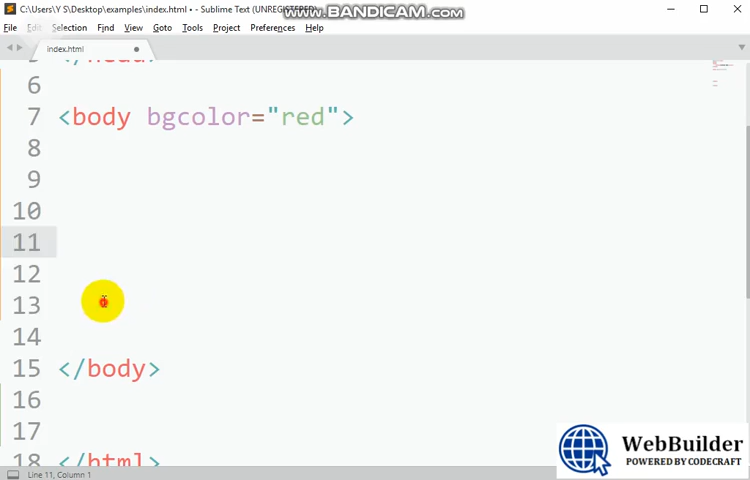 C:\Users\Y S\Desktop\examples\index.html • - Sublime Text (UNREGISTERED)
www.BANDICAM.com
File Edit Selection Find View Goto Tools Project Preferences Help
index.html
5 </head>
6
7 <body bgcolor="red">
8
9
10
11
12
13
14
15 </body>
16
17
18 </html>
WebBuilder
POWERED BY CODECRAFT
Line 11, Column 1